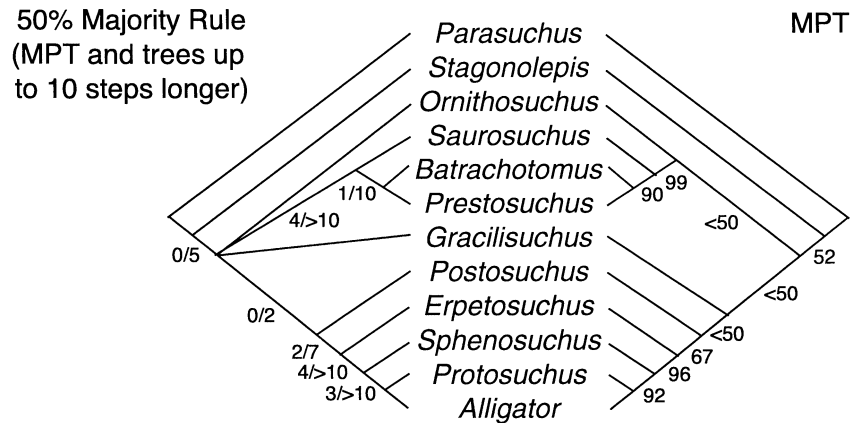 50% Majority Rule
(MPT and trees up
to 10 steps longer)
MPT
Parasuchus
Stagonolepis
Ornithosuchus
Saurosuchus
Batrachotomus
Prestosuchus
Gracilisuchus
Postosuchus
Erpetosuchus
Sphenosuchus
Protosuchus
Alligator
1/10
4/>10
0/5
0/2
2/7
4/>10
3/>10
99
90
<50
52
<50
<50
67
96
92